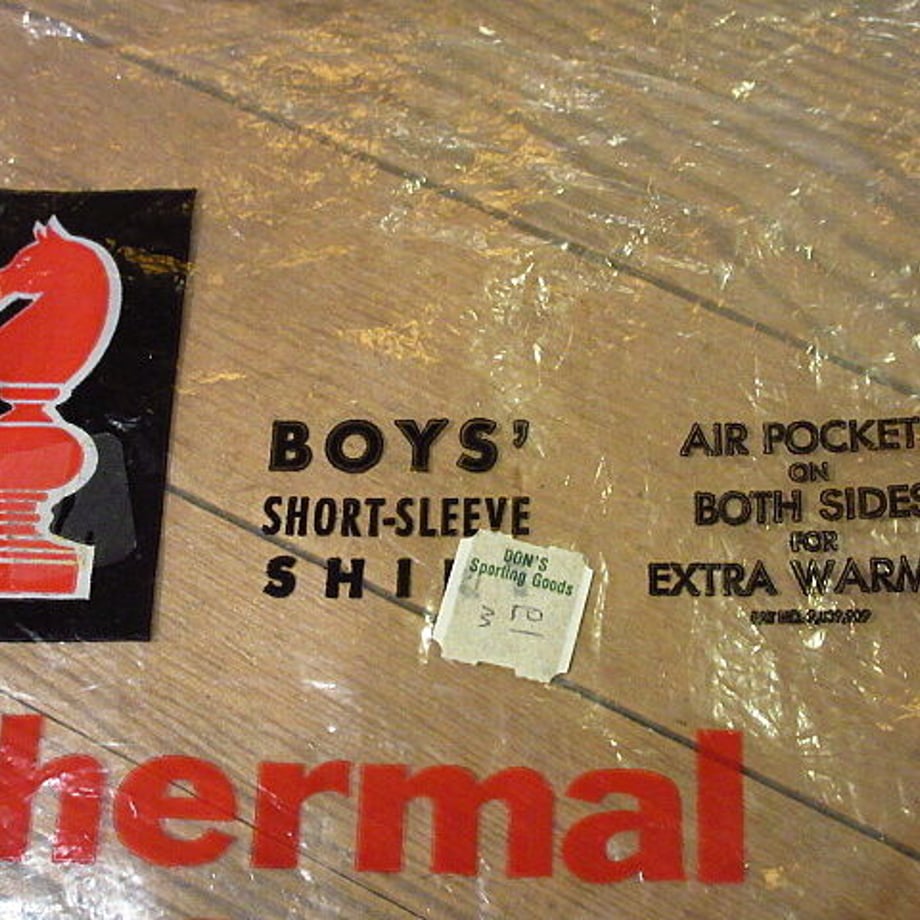 BOYS'
SHORT-SLEEVE
SHI
DON'S
Sporting Goods
AIR POCKET
ON
BOTH SIDES
FOR
EXTRA WARM
hermal